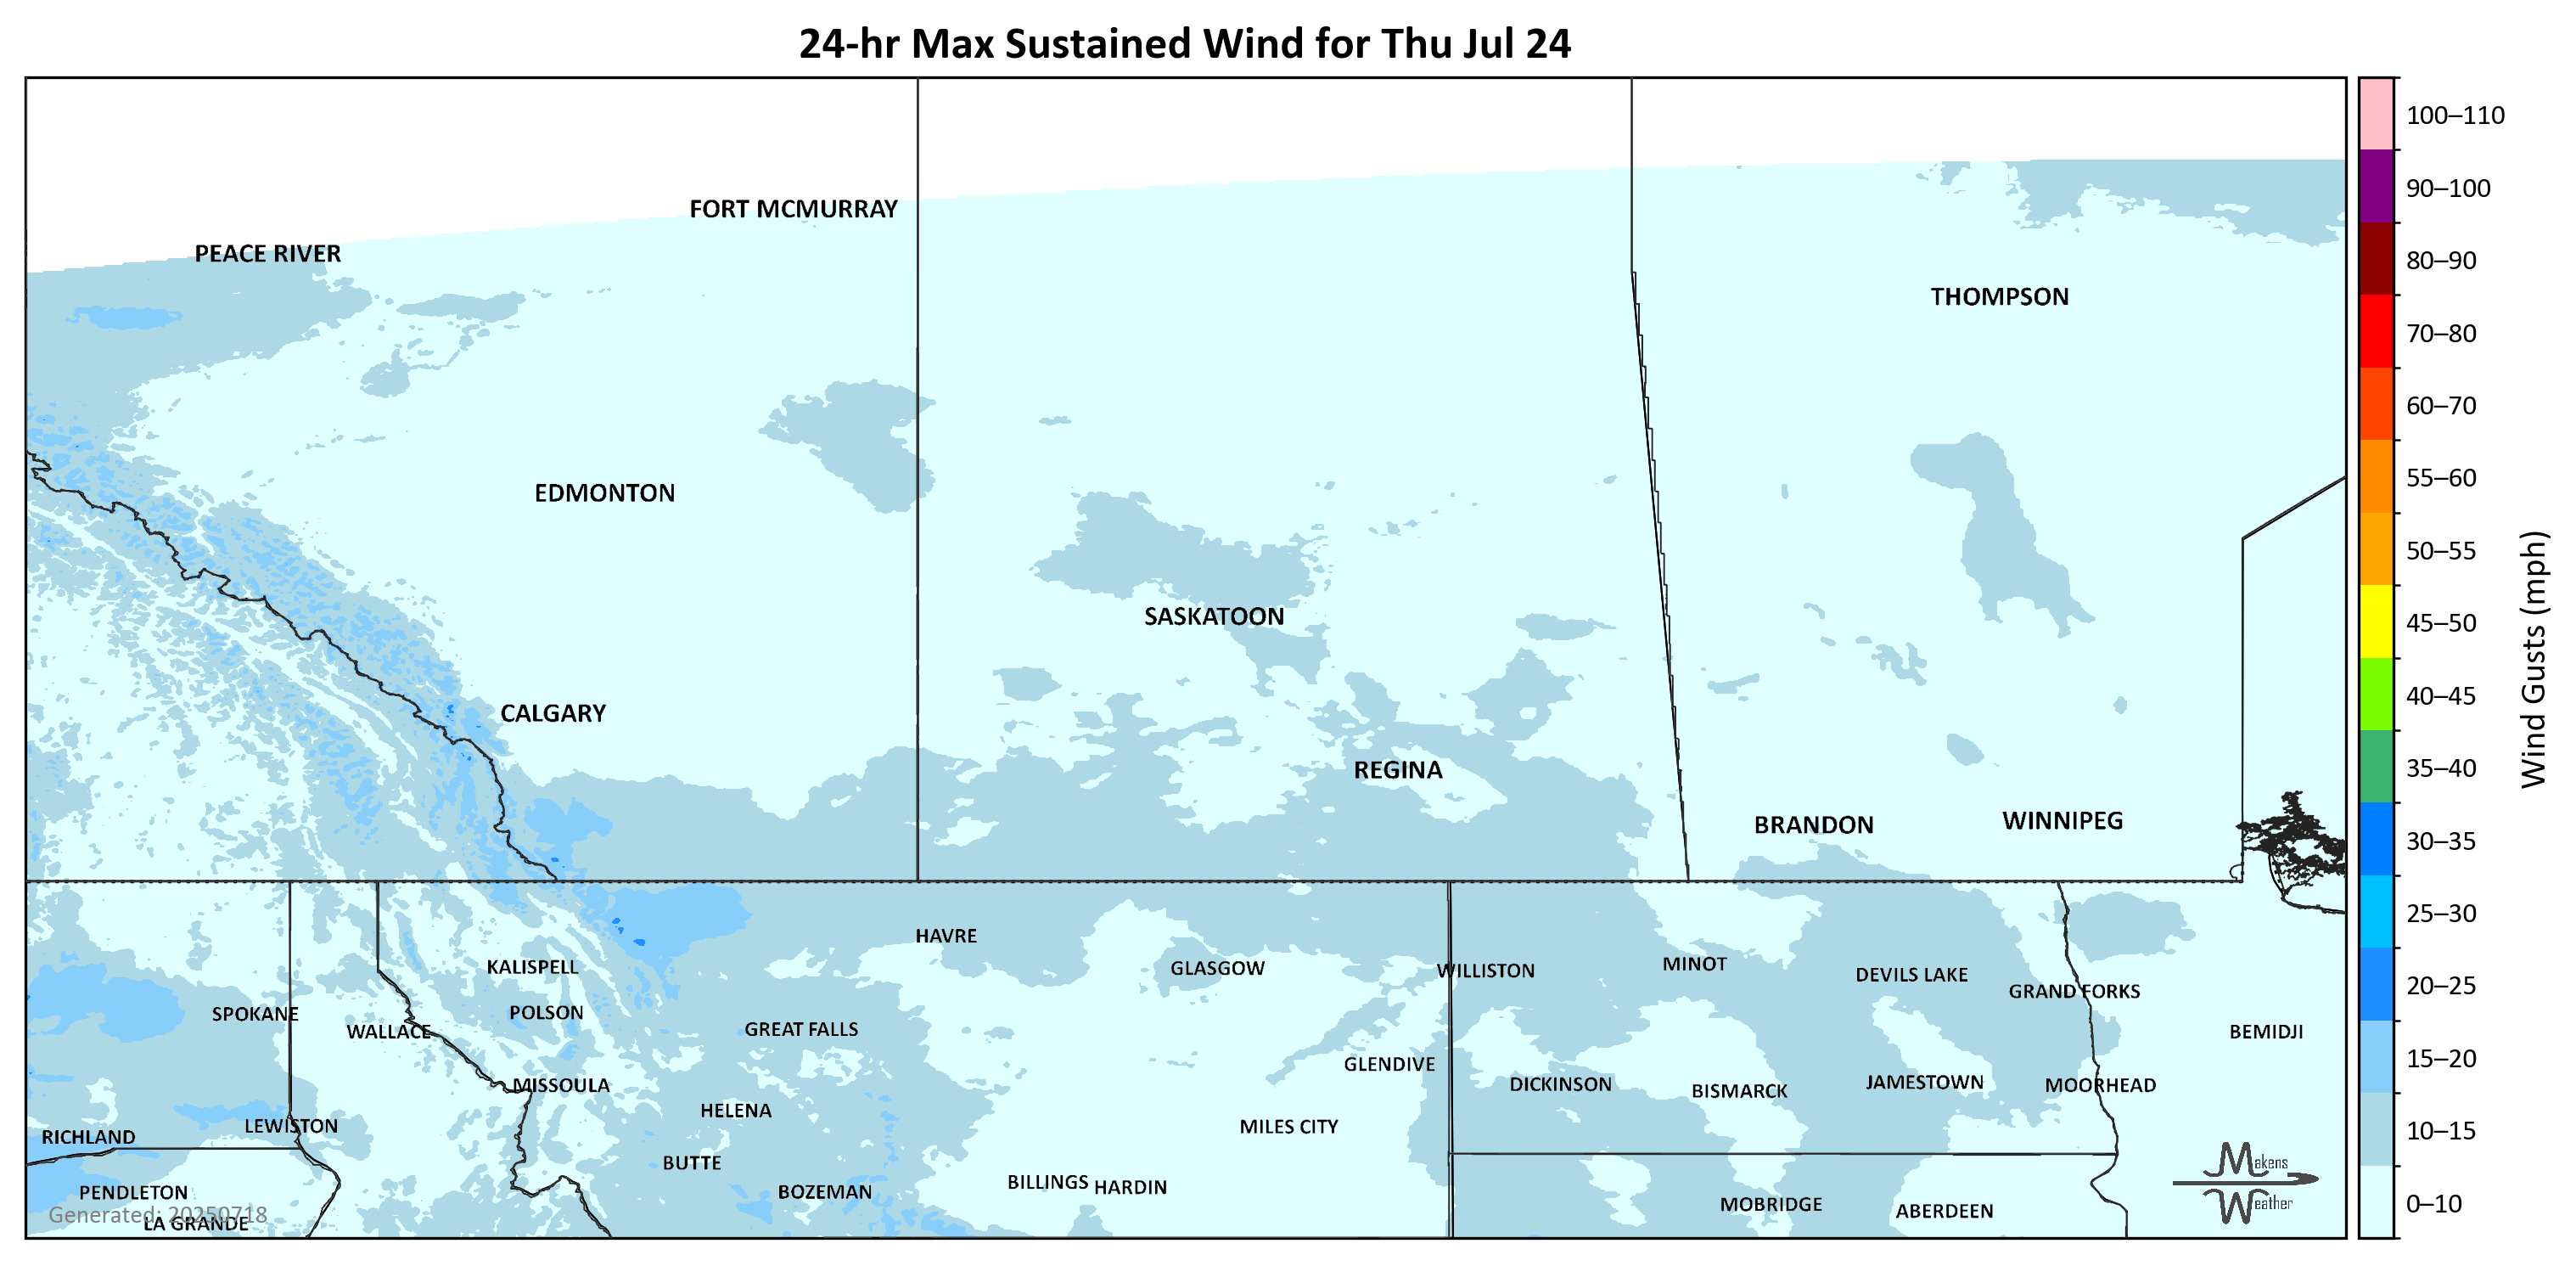 24-hr Max Sustained Wind for Thu Jul 24
100–110
90–100
80–90
70–80
60–70
55–60
50–55
45–50
40–45
35–40
30–35
25–30
20–25
15–20
10–15
0–10
Wind Gusts (mph)
FORT MCMURRAY
PEACE RIVER
THOMPSON
EDMONTON
SASKATOON
CALGARY
REGINA
BRANDON
WINNIPEG
HAVRE
KALISPELL
GLASGOW
WILLISTON
MINOT
DEVILS LAKE
GRAND FORKS
SPOKANE
POLSON
WALLACE
GREAT FALLS
BEMIDJI
GLENDIVE
MISSOULA
DICKINSON
BISMARCK
JAMESTOWN
MOORHEAD
HELENA
LEWISTON
MILES CITY
RICHLAND
BUTTE
PENDLETON
BOZEMAN
BILLINGS
HARDIN
MOBRIDGE
ABERDEEN
Generated: 20250718
LA GRANDE
Makens
Weather